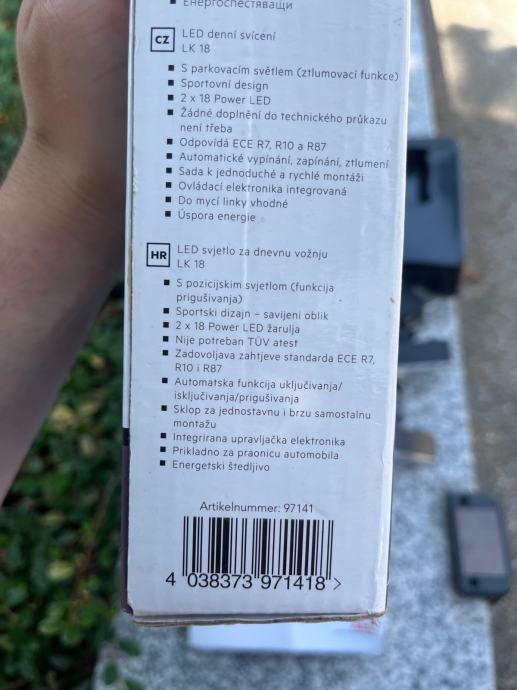 ■ Енергоспестяващи
CZ LED denní svícení
LK 18
■ S parkovacím světlem (ztlumovací funkce)
■ Sportovní design
■ 2 x 18 Power LED
■ Žádné doplnění do technického průkazu
není třeba
■ Odpovídá ECE R7, R10 a R87
■ Automatické vypínání, zapínání, ztlumení
■ Sada k jednoduché a rychlé montáži
■ Ovládací elektronika integrovaná
■ Do mycí linky vhodné
■ Úspora energie
HR LED svjetlo za dnevnu vožnju
LK 18
■ S pozicijskim svjetlom (funkcija
prigušivanja)
■ Sportski dizajn – savijeni oblik
■ 2 x 18 Power LED žarulja
■ Nije potreban TÜV atest
■ Zadovoljava zahtjeve standarda ECE R7,
R10 i R87
■ Automatska funkcija uključivanja/
isključivanja/prigušivanja
■ Sklop za jednostavnu i brzu samostalnu
montažu
■ Integrirana upravljačka elektronika
■ Prikladno za praonicu automobila
■ Energetski štedljivo
Artikelnummer: 97141
4 038373 971418 >